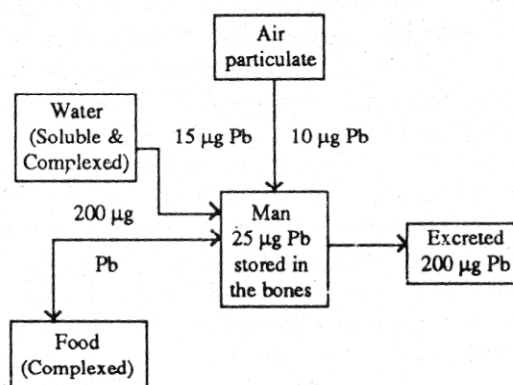 Air
particulate
Water
(Soluble &
Complexed)
15 µg Pb
10 µg Pb
200 µg
Pb
Man
25 µg Pb
stored in
the bones
Excreted
200 µg Pb
Food
(Complexed)